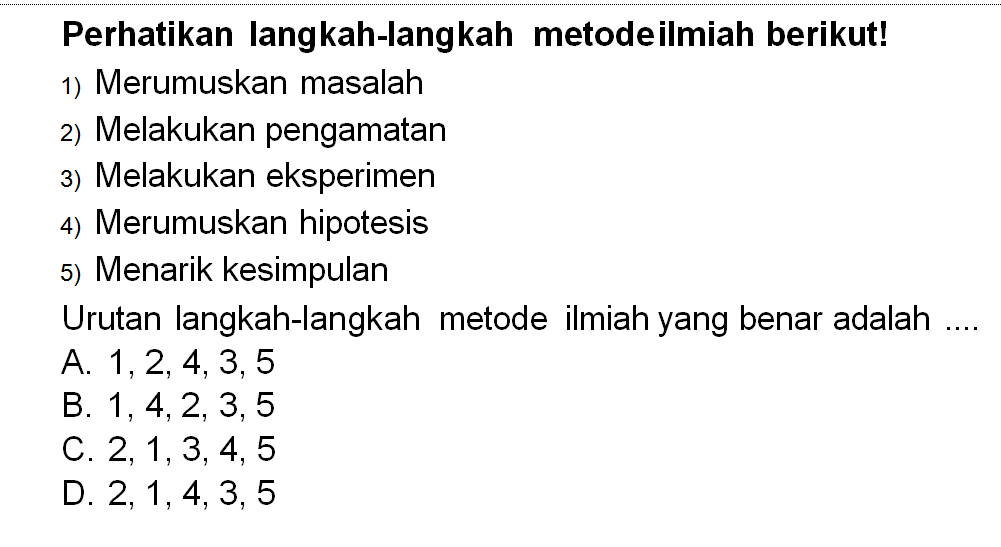 Perhatikan langkah-langkah metodeilmiah berikut!
1) Merumuskan masalah
2) Melakukan pengamatan
3) Melakukan eksperimen
4) Merumuskan hipotesis
5) Menarik kesimpulan
Urutan langkah-langkah metode ilmiah yang benar adalah ....
A. 1, 2, 4, 3, 5
B. 1, 4, 2, 3, 5
C. 2, 1, 3, 4, 5
D. 2, 1, 4, 3, 5